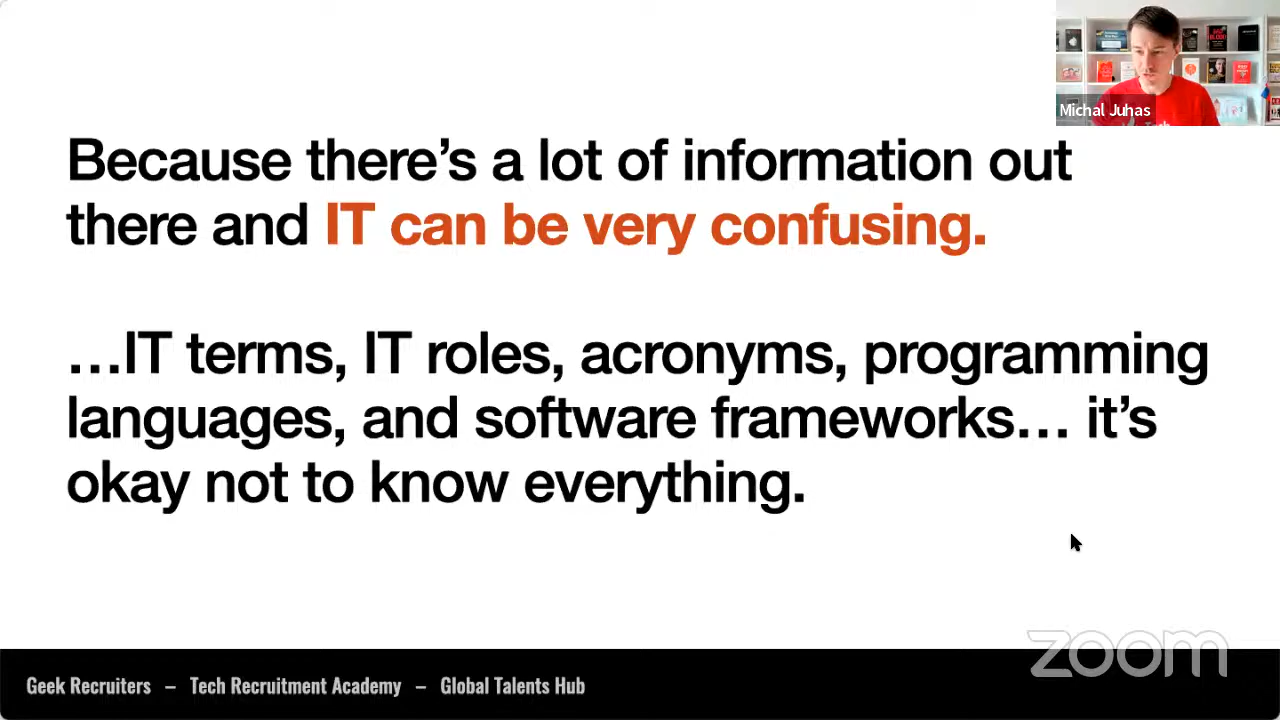 Michal Juhas
Because there’s a lot of information out
there and IT can be very confusing.
…IT terms, IT roles, acronyms, programming
languages, and software frameworks… it’s
okay not to know everything.
zoom
Geek Recruiters – Tech Recruitment Academy – Global Talents Hub